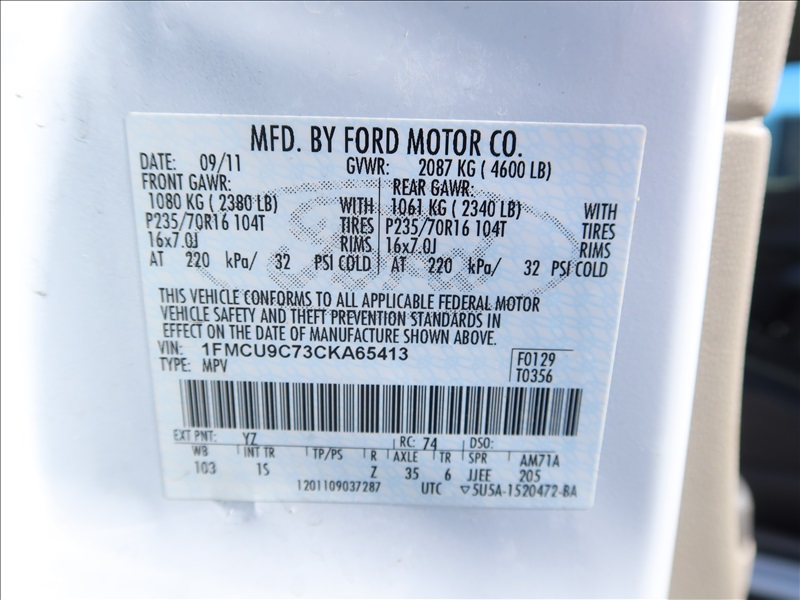 MFD. BY FORD MOTOR CO.
DATE: 09/11 GVWR: 2087 KG ( 4600 LB)
FRONT GAWR: REAR GAWR:
1080 KG ( 2380 LB) WITH 1061 KG ( 2340 LB) WITH
P235/70R16 104T TIRES P235/70R16 104T TIRES
16x7.0J RIMS 16x7.0J RIMS
AT 220 kPa/ 32 PSI COLD AT 220 kPa/ 32 PSI COLD
Ford
THIS VEHICLE CONFORMS TO ALL APPLICABLE FEDERAL MOTOR
VEHICLE SAFETY AND THEFT PREVENTION STANDARDS IN
EFFECT ON THE DATE OF MANUFACTURE SHOWN ABOVE.
VIN: 1FMCU9C73CKA65413 F0129
TYPE: MPV T0356
EXT PNT: YZ RC: 74 DSO:
WB INT TR TP/PS R AXLE TR SPR AM71A
103 1S Z 35 6 JJEE 205
1201109037287 UTC ▽5U5A-1520472-BA